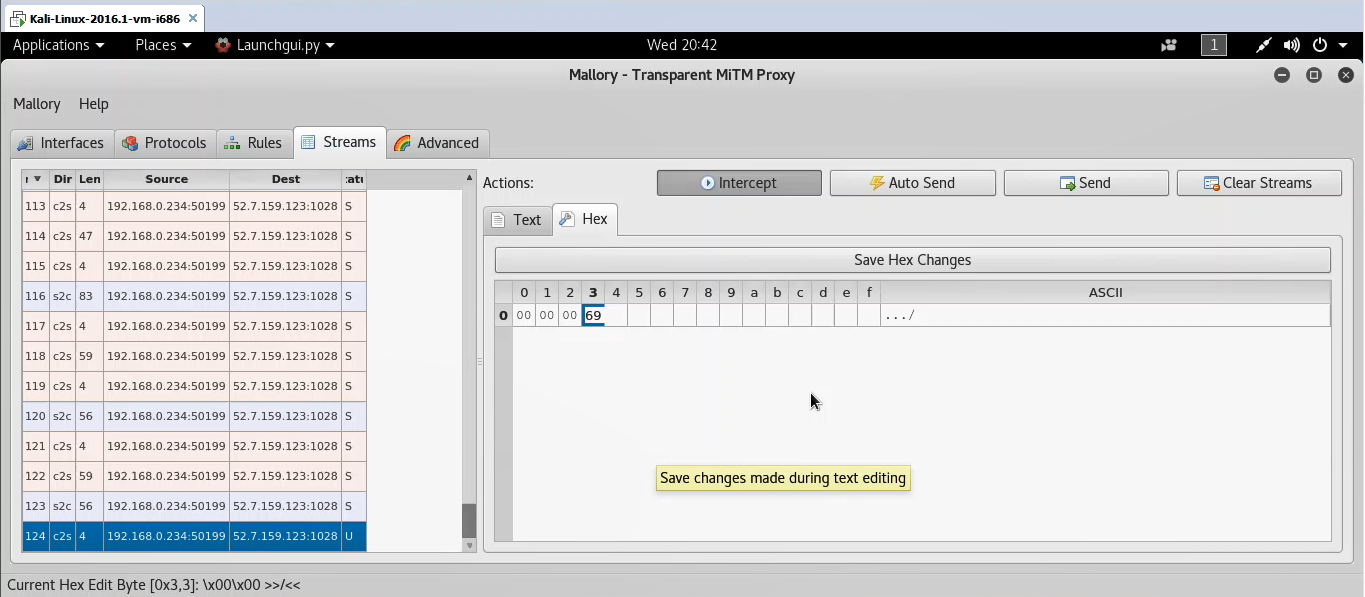 Kali-Linux-2016.1-vm-i686
Applications Places Launchgui.py Wed 20:42 1
Mallory - Transparent MiTM Proxy
Mallory Help
Interfaces Protocols Rules Streams Advanced
Dir Len Source Dest
113 c2s 4 192.168.0.234:50199 52.7.159.123:1028 S
114 c2s 47 192.168.0.234:50199 52.7.159.123:1028 S
115 c2s 4 192.168.0.234:50199 52.7.159.123:1028 S
116 s2c 83 192.168.0.234:50199 52.7.159.123:1028 S
117 c2s 4 192.168.0.234:50199 52.7.159.123:1028 S
118 c2s 59 192.168.0.234:50199 52.7.159.123:1028 S
119 c2s 4 192.168.0.234:50199 52.7.159.123:1028 S
120 s2c 56 192.168.0.234:50199 52.7.159.123:1028 S
121 c2s 4 192.168.0.234:50199 52.7.159.123:1028 S
122 c2s 59 192.168.0.234:50199 52.7.159.123:1028 S
123 s2c 56 192.168.0.234:50199 52.7.159.123:1028 S
124 c2s 4 192.168.0.234:50199 52.7.159.123:1028 U
Actions: Intercept Auto Send Send Clear Streams
Text Hex
Save Hex Changes
0 1 2 3 4 5 6 7 8 9 a b c d e f ASCII
0 00 00 00 69 .../
Save changes made during text editing
Current Hex Edit Byte [0x3,3]: \x00\x00 >>/<<